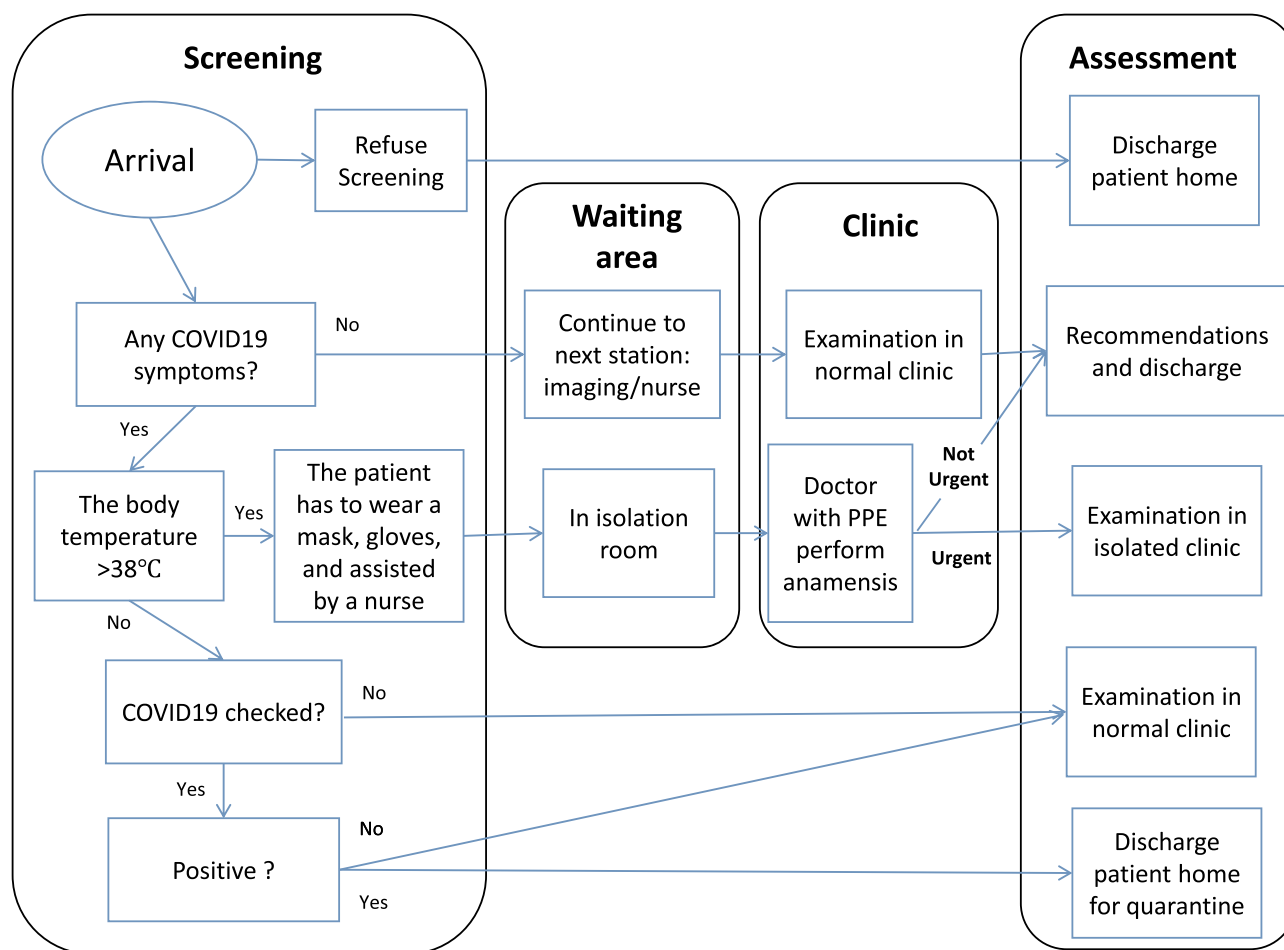 Screening
Assessment
Arrival
Refuse
Screening
Discharge
patient home
Waiting
area
Clinic
Any COVID19
symptoms?
No
Continue to
next station:
imaging/nurse
Examination in
normal clinic
Recommendations
and discharge
Yes
The body
temperature
>38℃
Yes
The patient
has to wear a
mask, gloves,
and assisted
by a nurse
In isolation
room
Doctor
with PPE
perform
anamensis
Not
Urgent
Urgent
Examination in
isolated clinic
No
COVID19 checked?
No
Examination in
normal clinic
Yes
Positive ?
No
Yes
Discharge
patient home
for quarantine